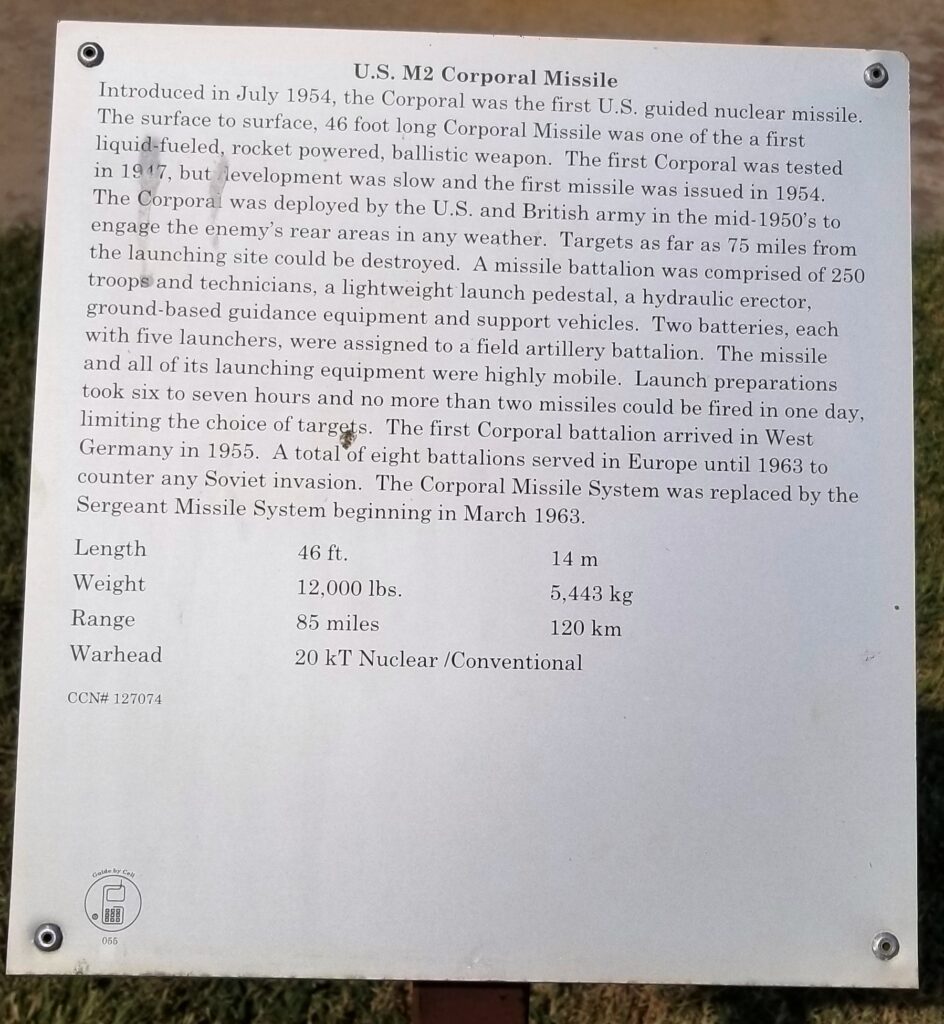 U.S. M2 Corporal Missile
Introduced in July 1954, the Corporal was the first U.S. guided nuclear missile.
The surface to surface, 46 foot long Corporal Missile was one of the a first
liquid-fueled, rocket powered, ballistic weapon. The first Corporal was tested
in 1947, but development was slow and the first missile was issued in 1954.
The Corporal was deployed by the U.S. and British army in the mid-1950's to
engage the enemy's rear areas in any weather. Targets as far as 75 miles from
the launching site could be destroyed. A missile battalion was comprised of 250
troops and technicians, a lightweight launch pedestal, a hydraulic erector,
ground-based guidance equipment and support vehicles. Two batteries, each
with five launchers, were assigned to a field artillery battalion. The missile
and all of its launching equipment were highly mobile. Launch preparations
took six to seven hours and no more than two missiles could be fired in one day,
limiting the choice of targets. The first Corporal battalion arrived in West
Germany in 1955. A total of eight battalions served in Europe until 1963 to
counter any Soviet invasion. The Corporal Missile System was replaced by the
Sergeant Missile System beginning in March 1963.
Length 46 ft. 14 m
Weight 12,000 lbs. 5,443 kg
Range 85 miles 120 km
Warhead 20 kT Nuclear /Conventional
CCN# 127074
Guide by Cell
055